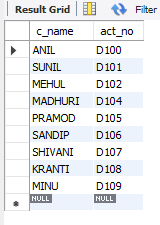 Result Grid Filter
c_name act_no
ANIL D100
SUNIL D101
MEHUL D102
MADHURI D104
PRAMOD D105
SANDIP D106
SHIVANI D107
KRANTI D108
MINU D109
NULL NULL